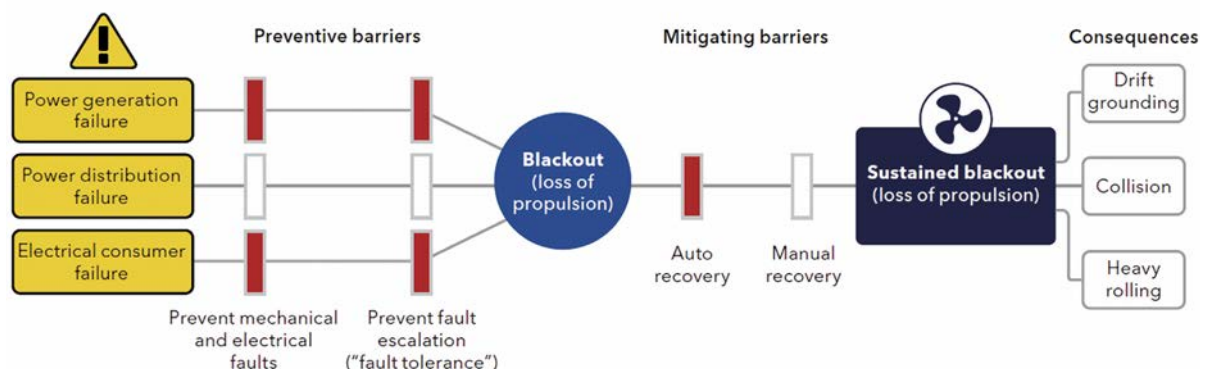 Preventive barriers
Mitigating barriers
Consequences
Power generation
failure
Power distribution
failure
Electrical consumer
failure
Prevent mechanical
and electrical
faults
Prevent fault
escalation
(“fault tolerance”)
Blackout
(loss of
propulsion)
Auto
recovery
Manual
recovery
Sustained blackout
(loss of propulsion)
Drift
grounding
Collision
Heavy
rolling